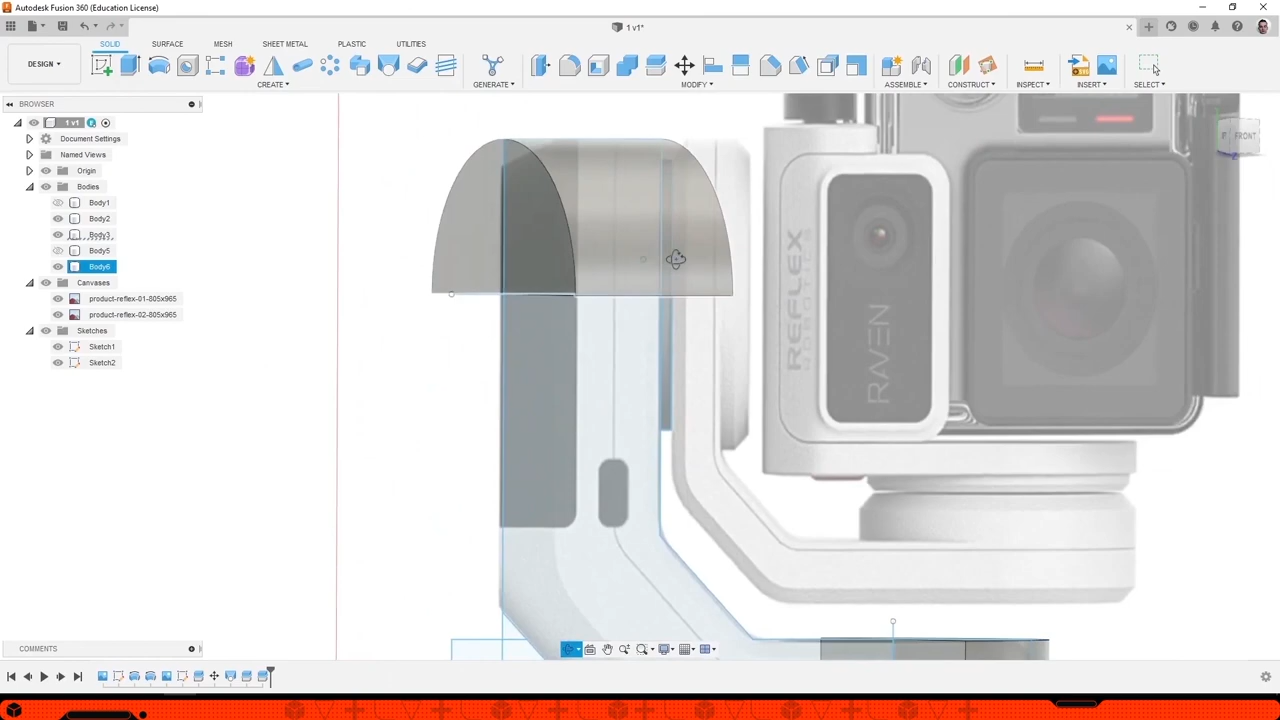 Autodesk Fusion 360 (Education License)
1 v1*
DESIGN
SOLID
SURFACE
MESH
SHEET METAL
PLASTIC
UTILITIES
CREATE
GENERATE
MODIFY
ASSEMBLE
CONSTRUCT
INSPECT
INSERT
SELECT
BROWSER
1 v1
Document Settings
Named Views
Origin
Bodies
Body1
Body2
Body3
Body5
Body6
Canvases
product-reflex-01-805x965
product-reflex-02-805x965
Sketches
Sketch1
Sketch2
FRONT
Z
REFLEX
ROBOTICS
RAVEN
COMMENTS